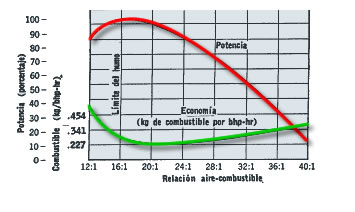 100
90
80
70
60
50
40
30
20
10
0
Potencia (porcentaje)
Combustible (kg/bhp-hr)
.454
.341
.227
Límite del humo
Potencia
Economía
(kg de combustible por bhp-hr)
12:1 16:1 20:1 24:1 28:1 32:1 36:1 40:1
Relación aire-combustible